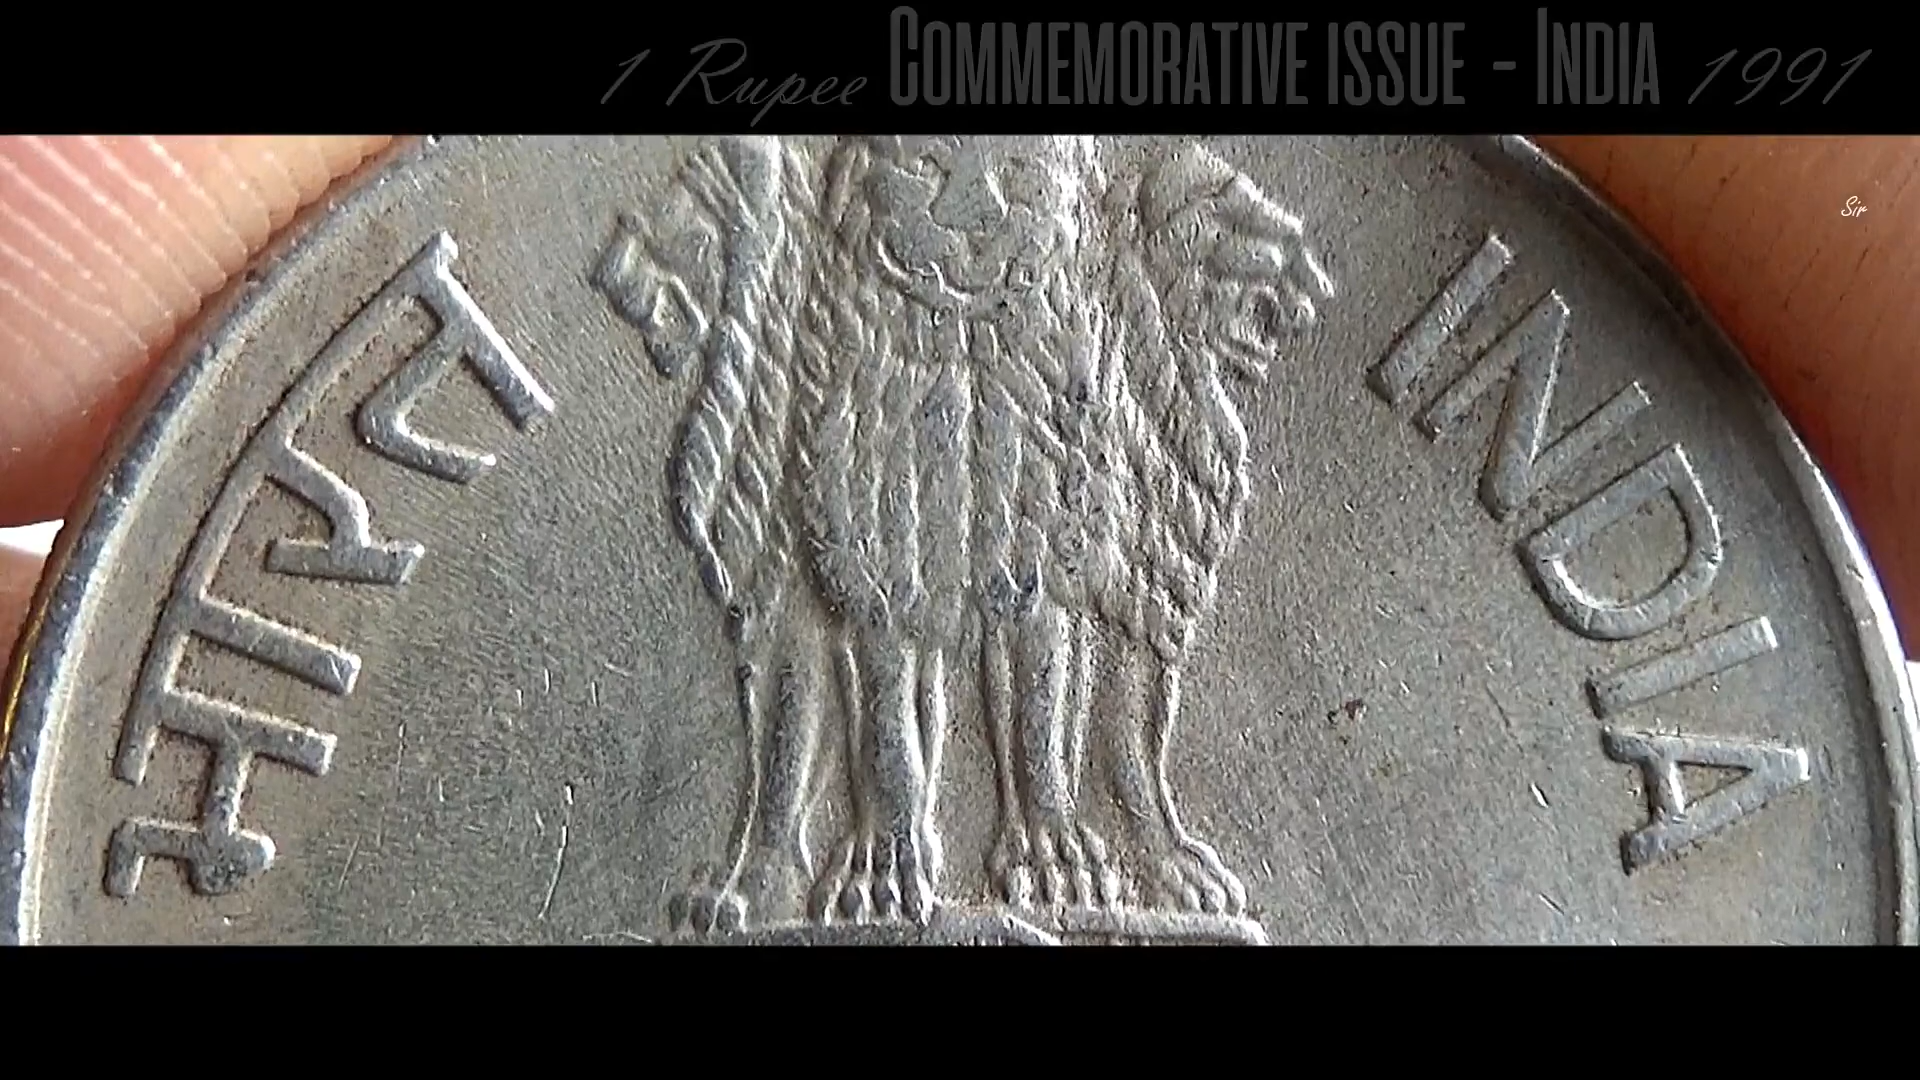 1 Rupee COMMEMORATIVE ISSUE - INDIA 1991
Sir
भारत
INDIA